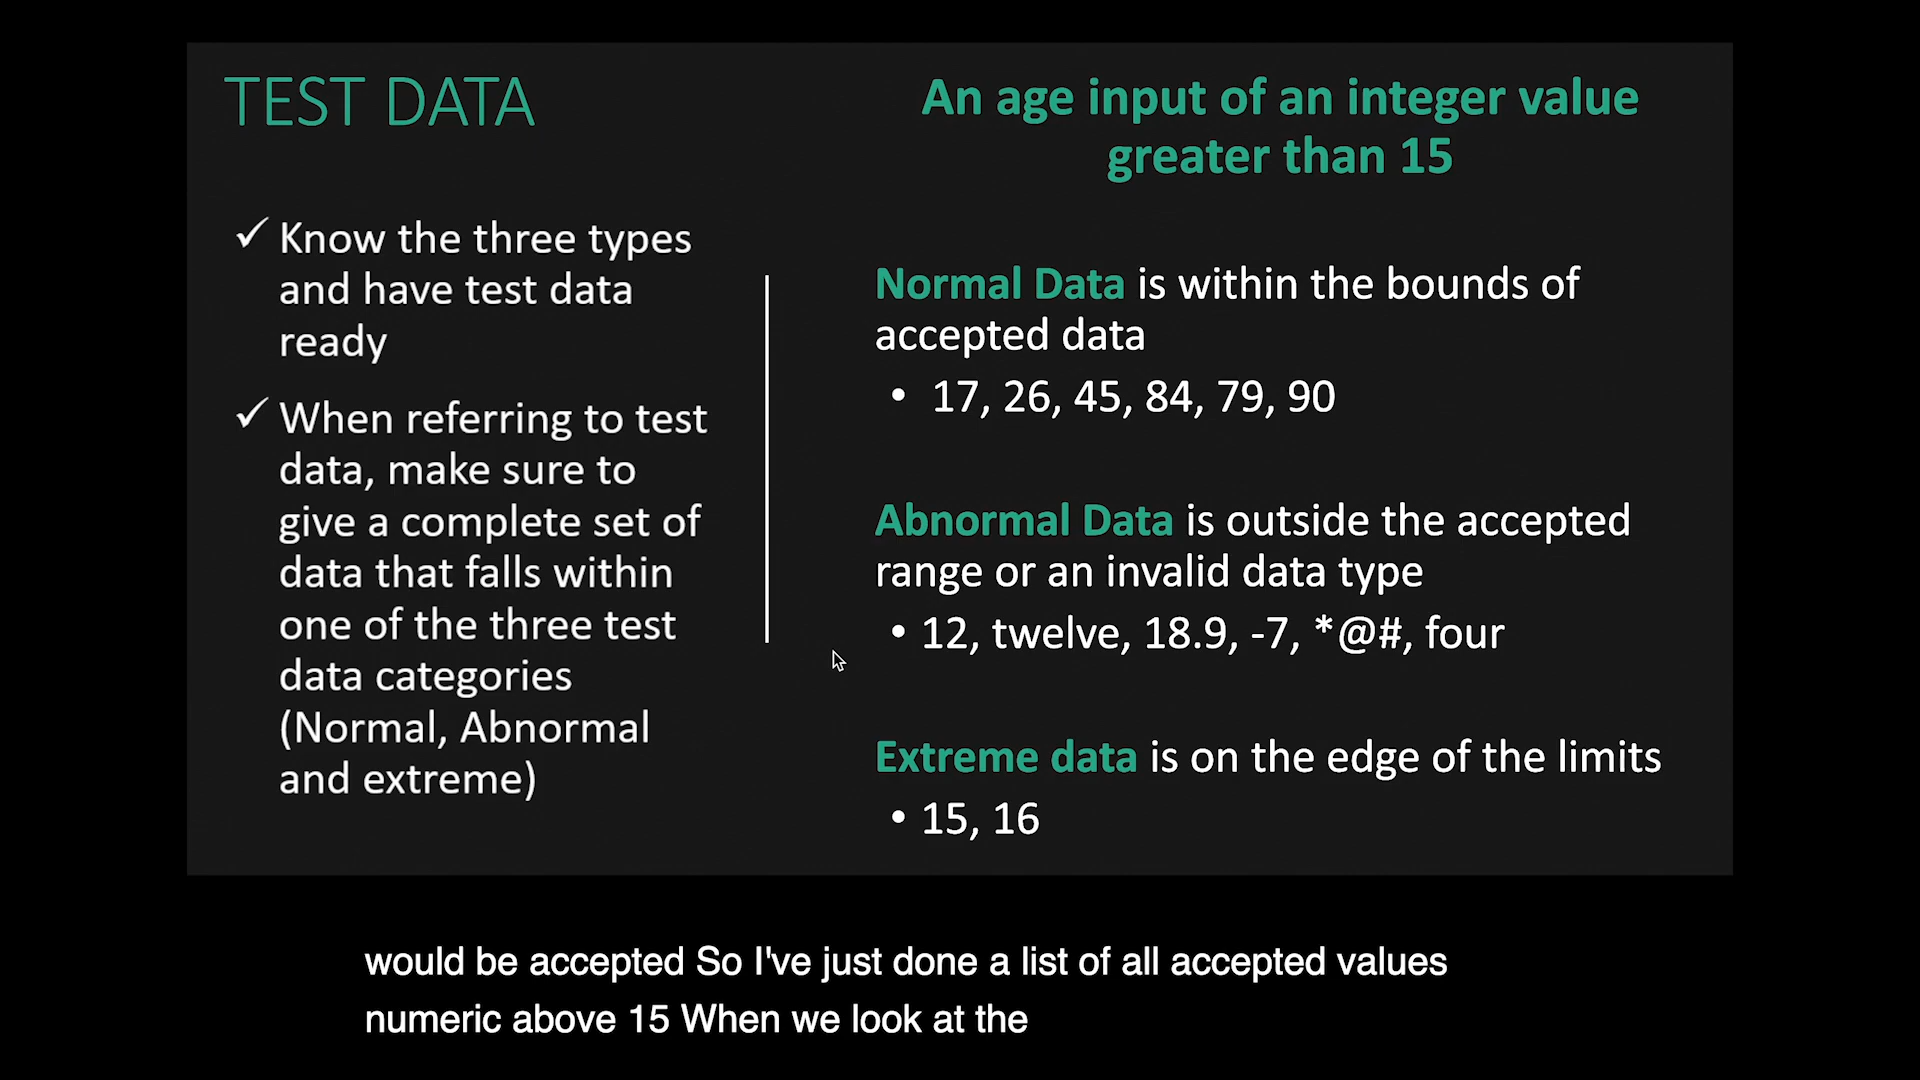 TEST DATA
✓ Know the three types
and have test data
ready
✓ When referring to test
data, make sure to
give a complete set of
data that falls within
one of the three test
data categories
(Normal, Abnormal
and extreme)
An age input of an integer value
greater than 15
Normal Data is within the bounds of
accepted data
• 17, 26, 45, 84, 79, 90
Abnormal Data is outside the accepted
range or an invalid data type
• 12, twelve, 18.9, -7, *@#, four
Extreme data is on the edge of the limits
• 15, 16
would be accepted So I've just done a list of all accepted values
numeric above 15 When we look at the